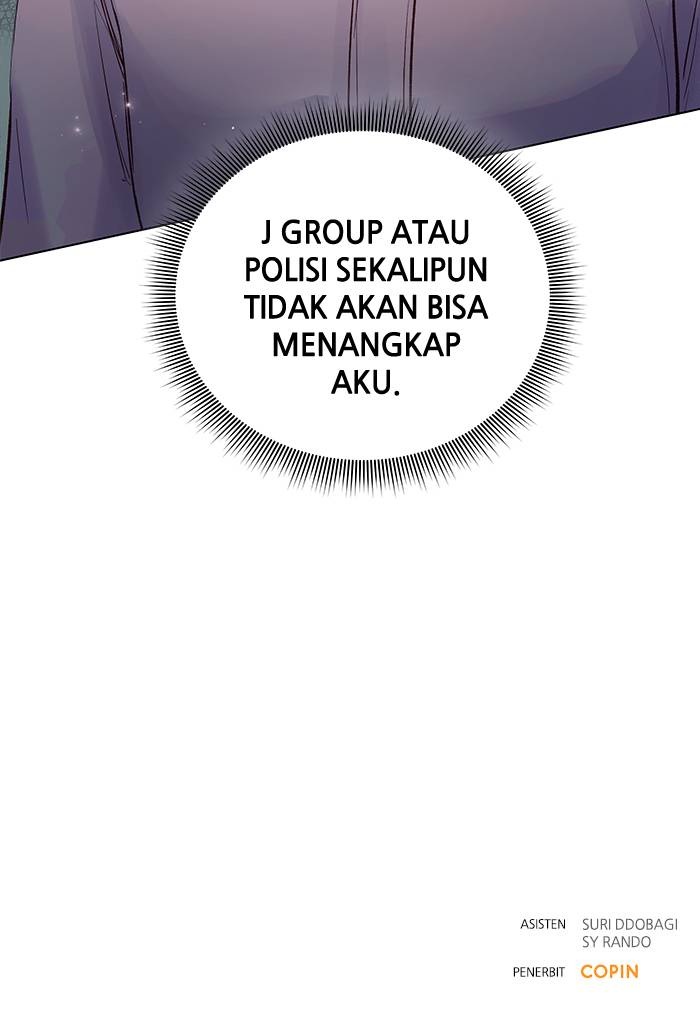 J GROUP ATAU
POLISI SEKALIPUN
TIDAK AKAN BISA
MENANGKAP
AKU.
ASISTEN SURI DDOBAGI
SY RANDO
PENERBIT COPIN